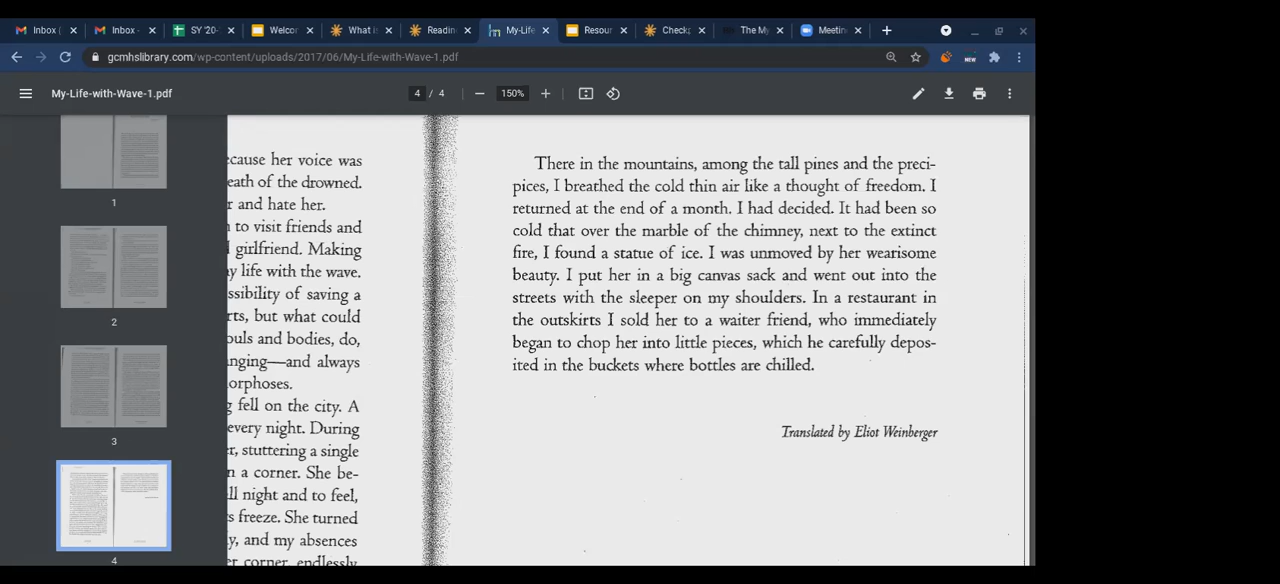 Inbox (
Inbox -
SY '20-
Welcor
What is
Readin
My-Life
Resour
Checkp
The My
Meetin
gcmhslibrary.com/wp-content/uploads/2017/06/My-Life-with-Wave-1.pdf
NEW
My-Life-with-Wave-1.pdf
4 / 4
150%
1
2
3
4
ecause her voice was
eath of the drowned.
r and hate her.
n to visit friends and
l girlfriend. Making
ny life with the wave.
ssibility of saving a
rts, but what could
ouls and bodies, do,
anging—and always
orphoses.
g fell on the city. A
every night. During
er, stuttering a single
n a corner. She be-
ll night and to feel,
s freeze. She turned
y, and my absences
er corner, endlessly
There in the mountains, among the tall pines and the preci-
pices, I breathed the cold thin air like a thought of freedom. I
returned at the end of a month. I had decided. It had been so
cold that over the marble of the chimney, next to the extinct
fire, I found a statue of ice. I was unmoved by her wearisome
beauty. I put her in a big canvas sack and went out into the
streets with the sleeper on my shoulders. In a restaurant in
the outskirts I sold her to a waiter friend, who immediately
began to chop her into little pieces, which he carefully depos-
ited in the buckets where bottles are chilled.
Translated by Eliot Weinberger